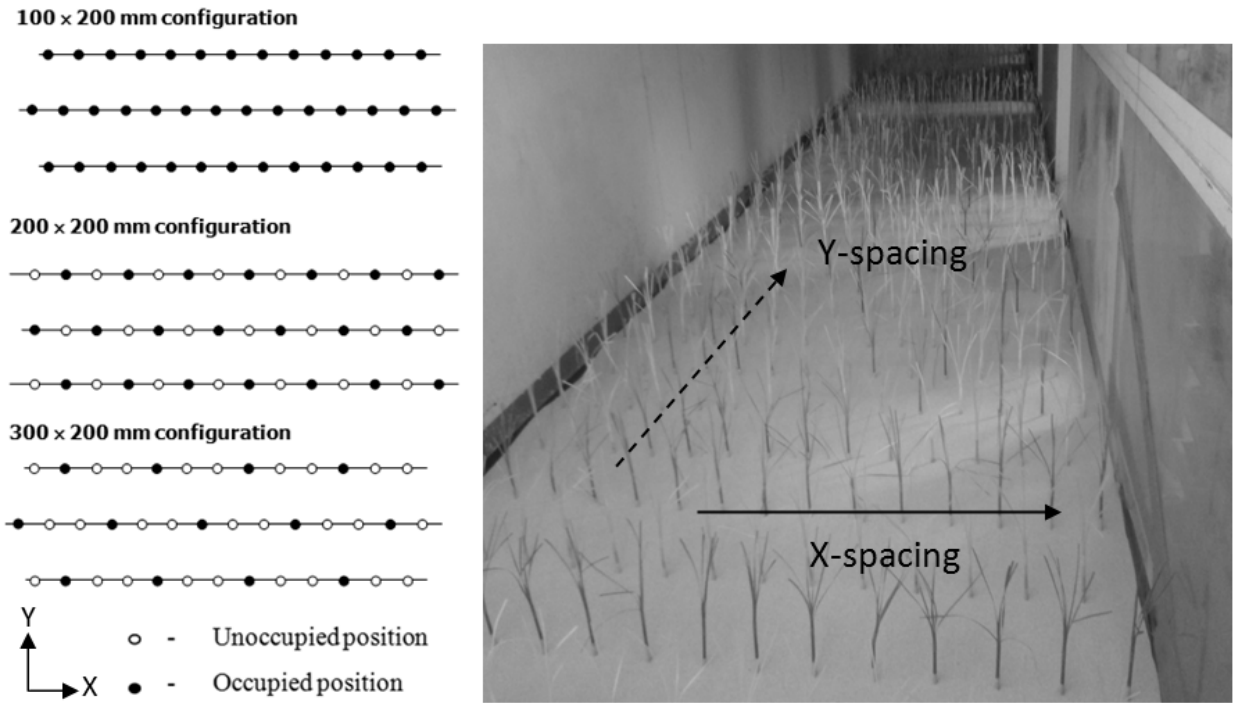 100 × 200 mm configuration
200 × 200 mm configuration
300 × 200 mm configuration
Y
X
- Unoccupied position
- Occupied position
Y-spacing
X-spacing